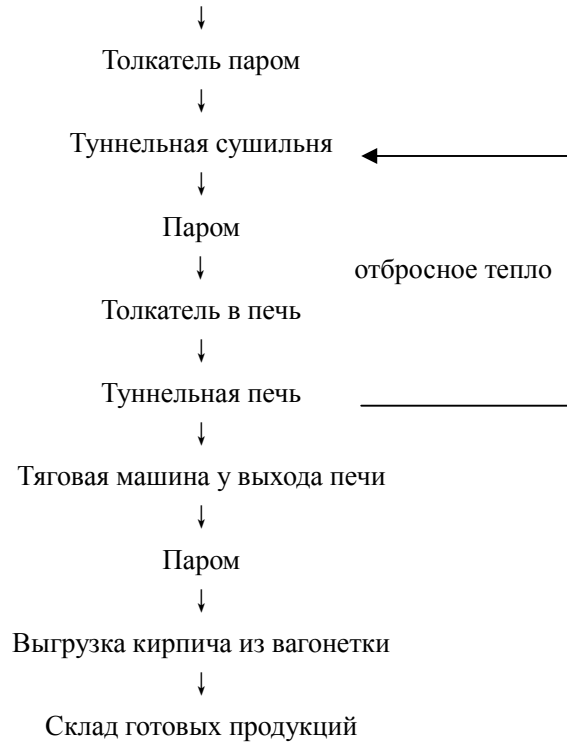 Толкатель паром
Туннельная сушильня
Паром
отбросное тепло
Толкатель в печь
Туннельная печь
Тяговая машина у выхода печи
Паром
Выгрузка кирпича из вагонетки
Склад готовых продукций